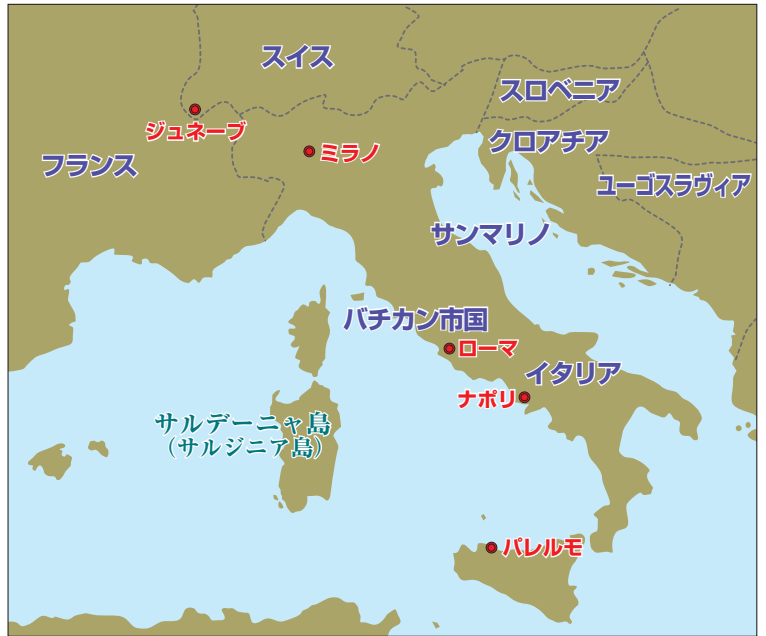 スイス
スロベニア
ジュネーブ
クロアチア
ミラノ
フランス
ユーゴスラヴィア
サンマリノ
バチカン市国
ローマ
イタリア
ナポリ
サルデーニャ島
(サルジニア島)
パレルモ